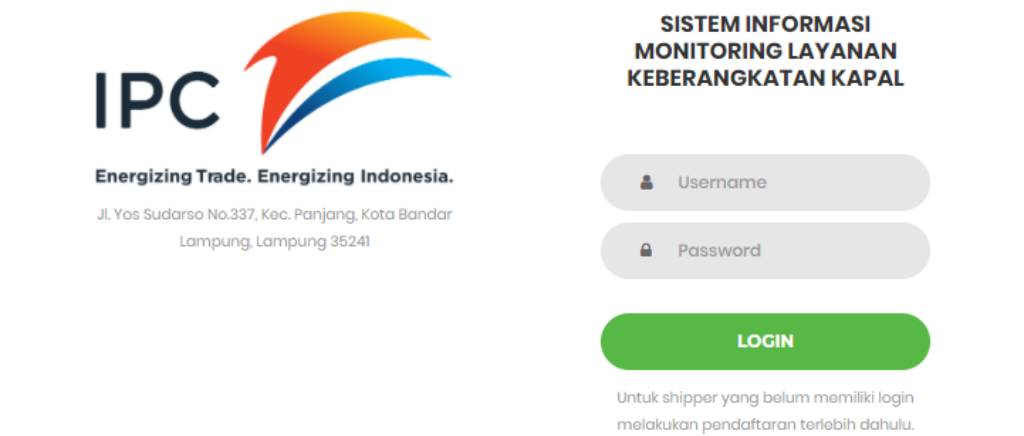 IPC
Energizing Trade. Energizing Indonesia.
Jl. Yos Sudarso No.337, Kec. Panjang, Kota Bandar
Lampung, Lampung 35241
SISTEM INFORMASI
MONITORING LAYANAN
KEBERANGKATAN KAPAL
Username
Password
LOGIN
Untuk shipper yang belum memiliki login
melakukan pendaftaran terlebih dahulu.